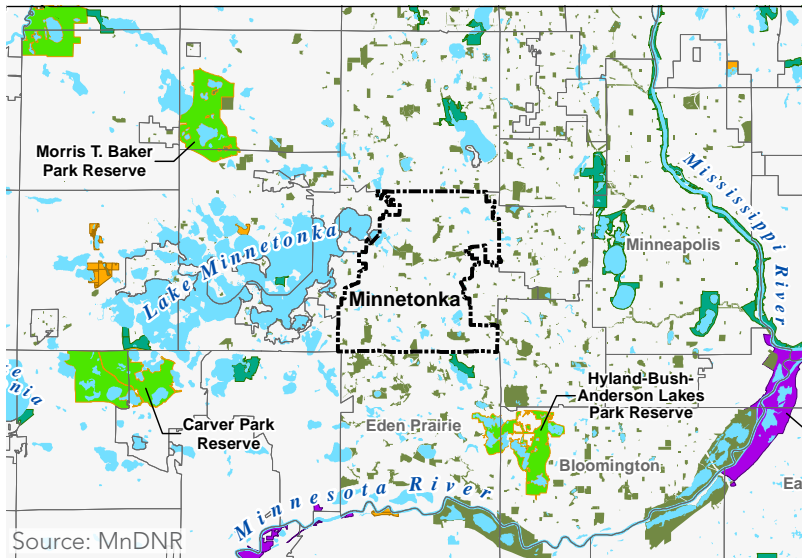 Morris T. Baker
Park Reserve
Mississippi River
Minneapolis
Lake Minnetonka
Minnetonka
Hyland-Bush-
Anderson Lakes
Park Reserve
Carver Park
Reserve
Eden Prairie
Bloomington
Minnesota River
Source: MnDNR